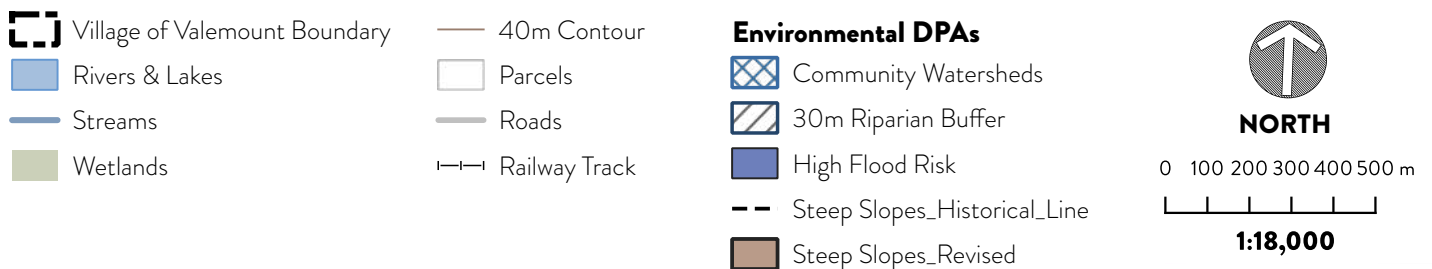 Village of Valemount Boundary
Rivers & Lakes
Streams
Wetlands
40m Contour
Parcels
Roads
Railway Track
Environmental DPAs
Community Watersheds
30m Riparian Buffer
High Flood Risk
Steep Slopes_Historical_Line
Steep Slopes_Revised
NORTH
0 100 200 300 400 500 m
1:18,000